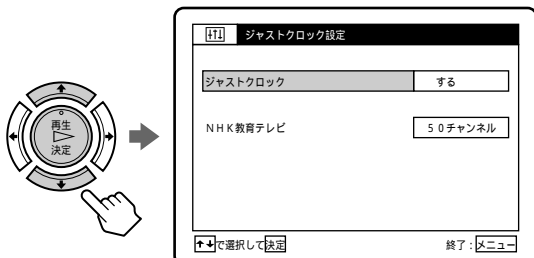 ジャストクロック設定
ジャストクロック する
NHK教育テレビ 50チャンネル
再生
決定
↑↓で選択して決定 終了:メニュー